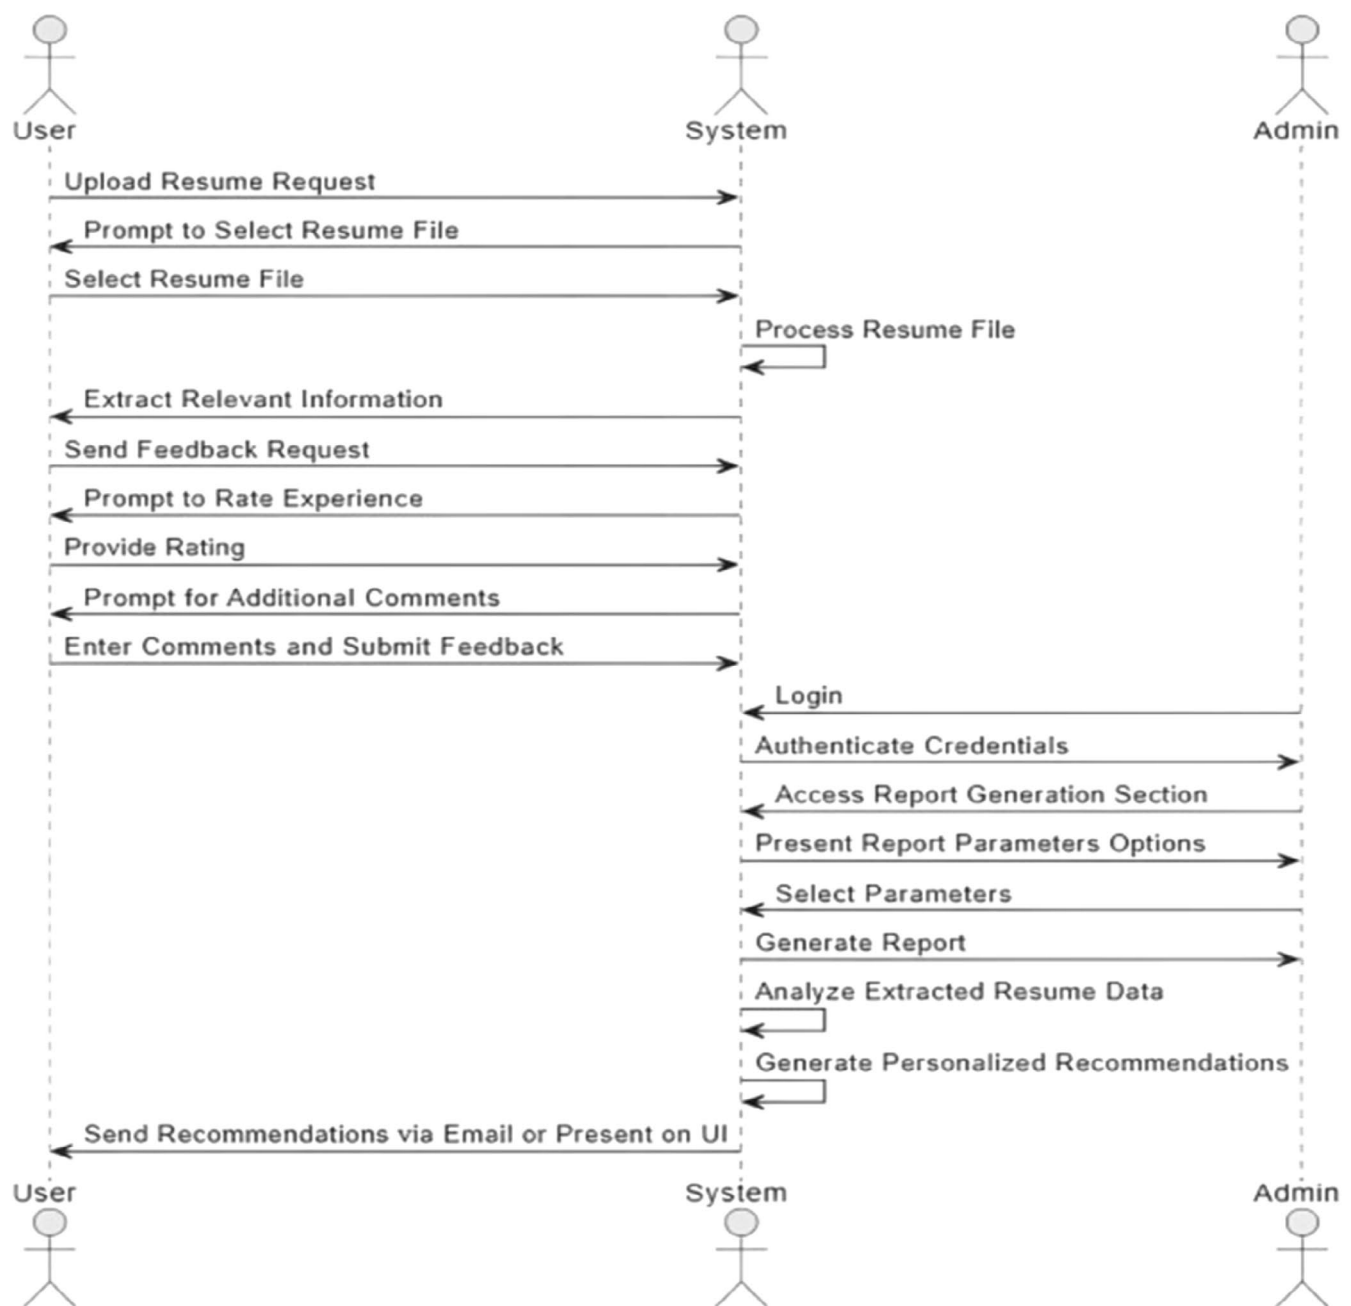 User System Admin
Upload Resume Request
Prompt to Select Resume File
Select Resume File
Process Resume File
Extract Relevant Information
Send Feedback Request
Prompt to Rate Experience
Provide Rating
Prompt for Additional Comments
Enter Comments and Submit Feedback
Login
Authenticate Credentials
Access Report Generation Section
Present Report Parameters Options
Select Parameters
Generate Report
Analyze Extracted Resume Data
Generate Personalized Recommendations
Send Recommendations via Email or Present on UI
User System Admin